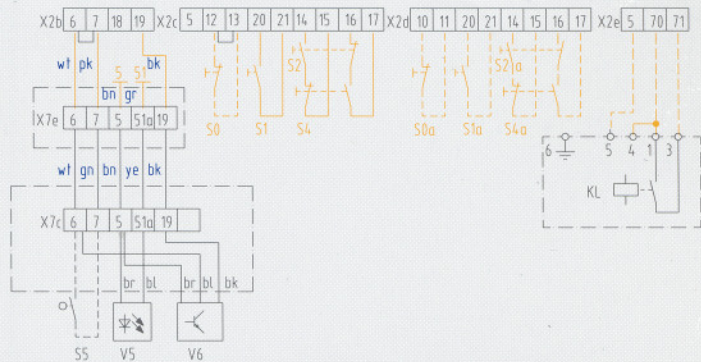 X2b 6 7 18 19 X2c 5 12 13 20 21 14 15 16 17 X2d 10 11 20 21 14 15 16 17 X2e 5 70 71
wt pk bk S2 S2 a
5 S1
bn gr
X7e 6 7 5 S1a 19 S0 S1 S4 S0a S1a S4a
6 5 4 1 3
wt gn bn ye bk
KL
X7c 6 7 5 S1a 19
br bl br bl bk
S5 V5 V6